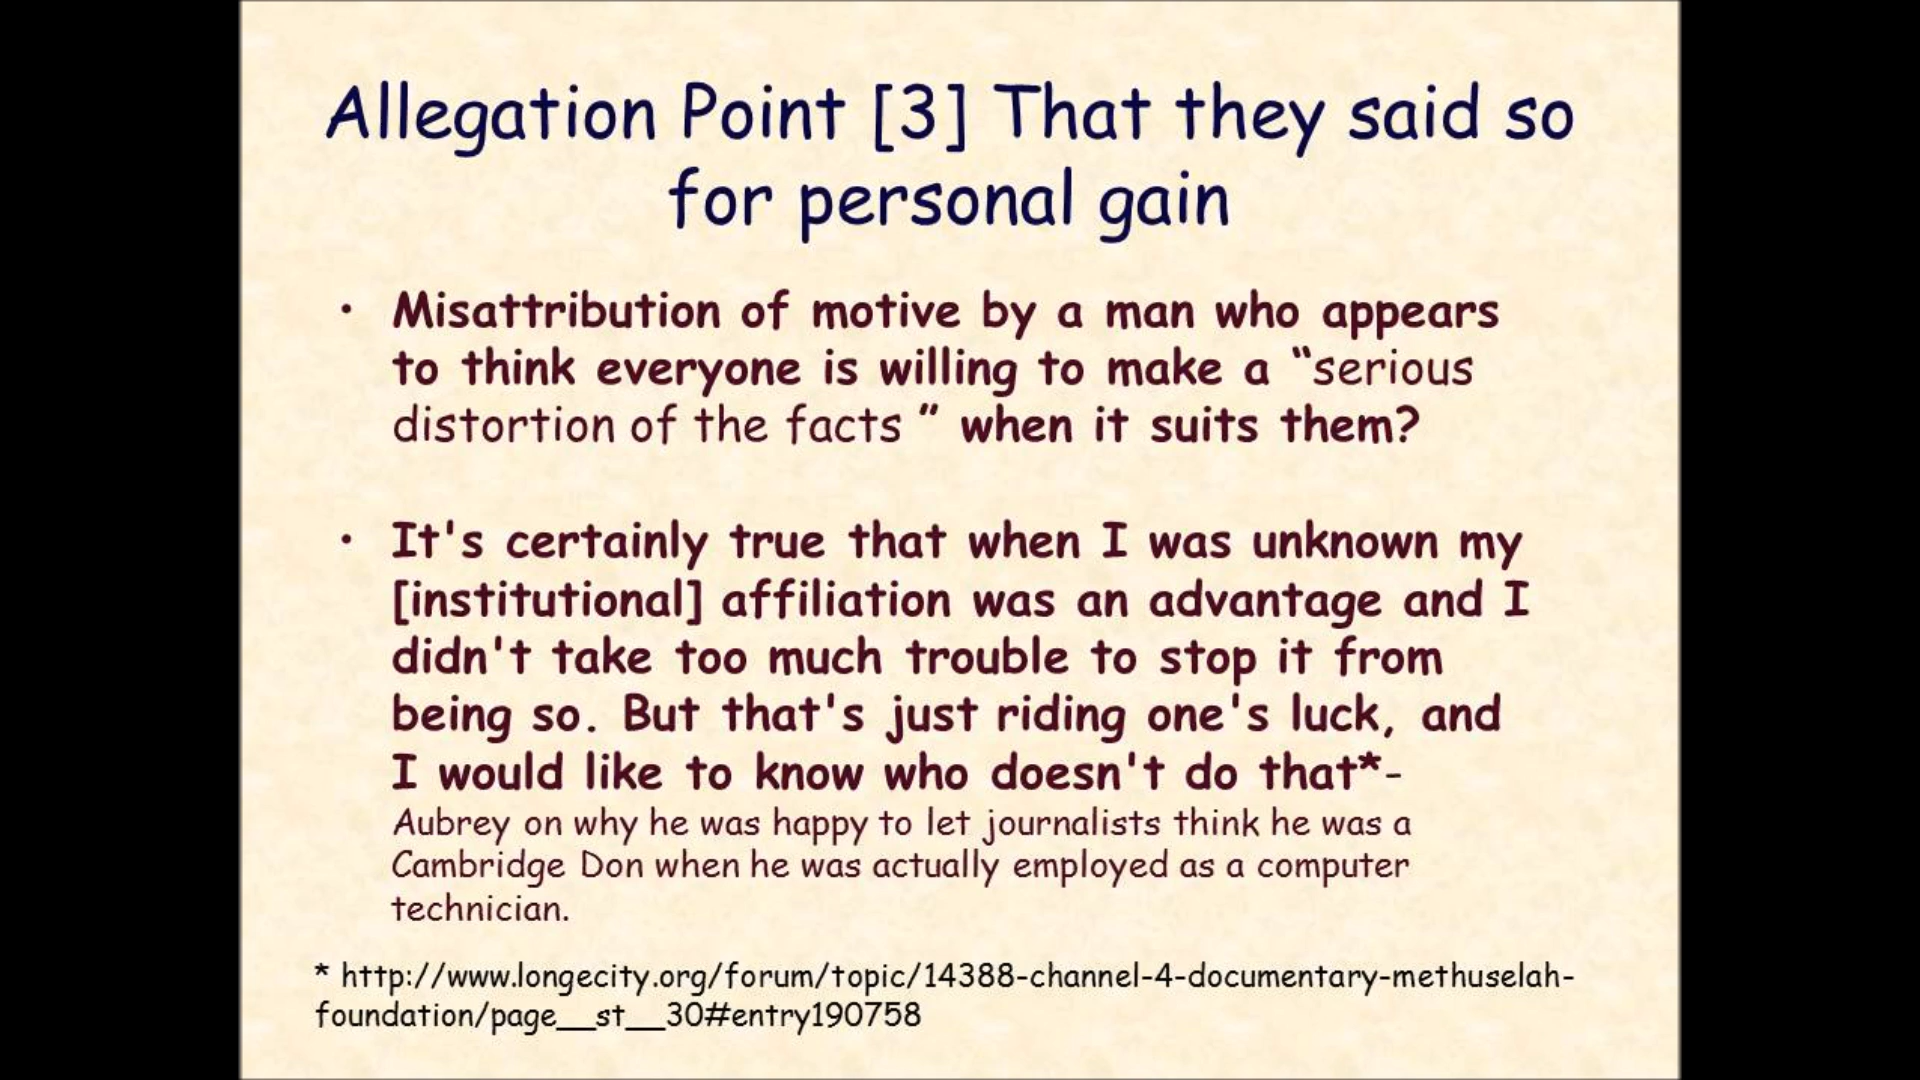 Allegation Point [3] That they said so
for personal gain
• Misattribution of motive by a man who appears
to think everyone is willing to make a “serious
distortion of the facts ” when it suits them?
• It's certainly true that when I was unknown my
[institutional] affiliation was an advantage and I
didn't take too much trouble to stop it from
being so. But that's just riding one's luck, and
I would like to know who doesn't do that*-
Aubrey on why he was happy to let journalists think he was a
Cambridge Don when he was actually employed as a computer
technician.
* http://www.longecity.org/forum/topic/14388-channel-4-documentary-methuselah-
foundation/page__st__30#entry190758